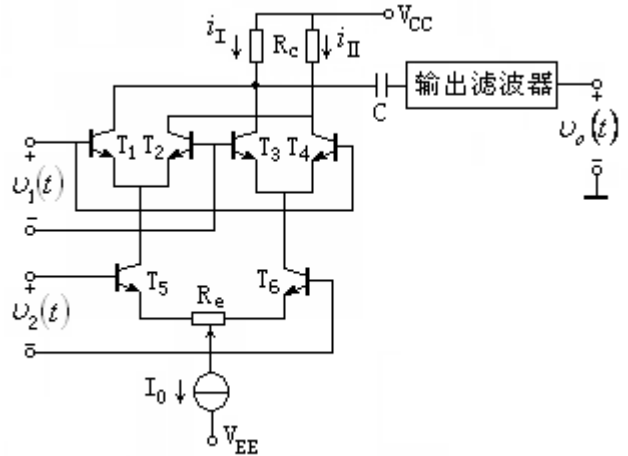 i_I R_c i_II V_CC
C 输出滤波器
+ T_1 T_2 T_3 T_4 +
υ_1(t) υ_o(t)
- -
+ T_5 T_6
υ_2(t) R_e
-
I_0
V_EE